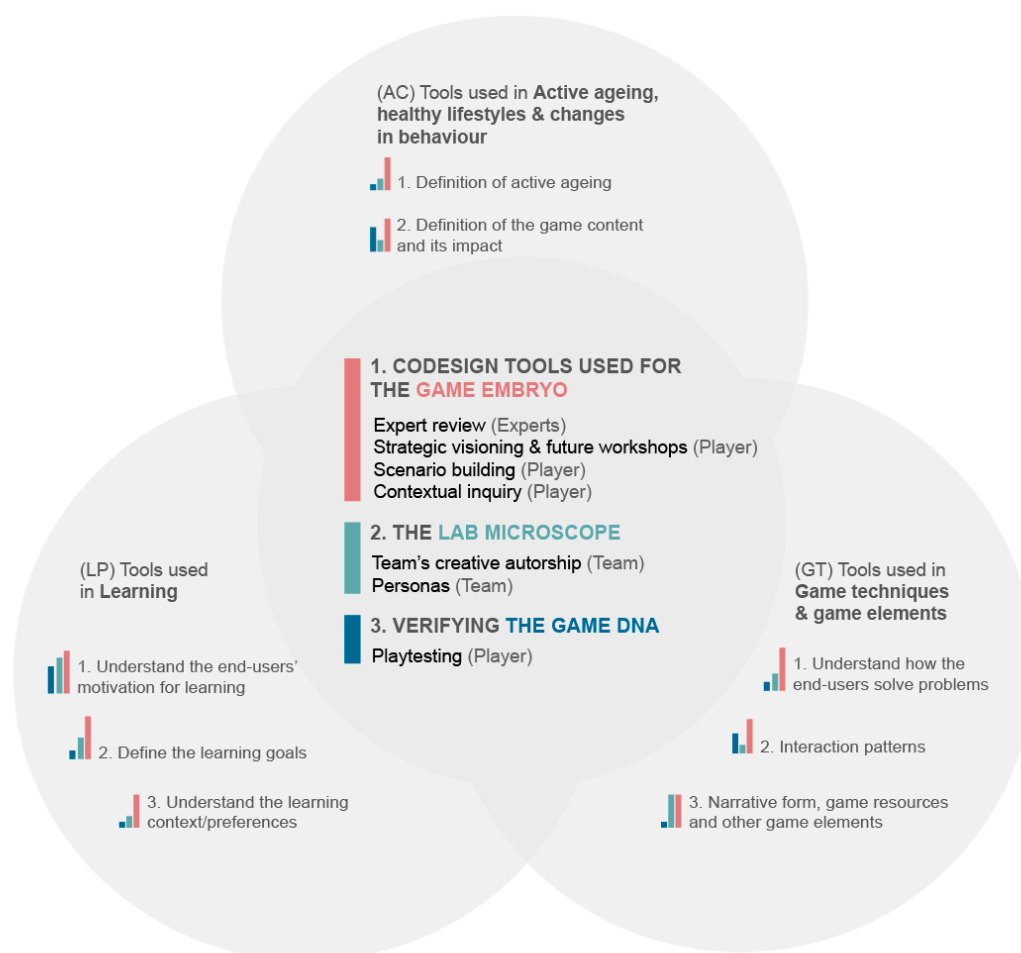 (AC) Tools used in Active ageing,
healthy lifestyles & changes
in behaviour
1. Definition of active ageing
2. Definition of the game content
and its impact
1. CODESIGN TOOLS USED FOR
THE GAME EMBRYO
Expert review (Experts)
Strategic visioning & future workshops (Player)
Scenario building (Player)
Contextual inquiry (Player)
2. THE LAB MICROSCOPE
Team's creative autorship (Team)
Personas (Team)
3. VERIFYING THE GAME DNA
Playtesting (Player)
(LP) Tools used
in Learning
1. Understand the end-users'
motivation for learning
2. Define the learning goals
3. Understand the learning
context/preferences
(GT) Tools used in
Game techniques
& game elements
1. Understand how the
end-users solve problems
2. Interaction patterns
3. Narrative form, game resources
and other game elements